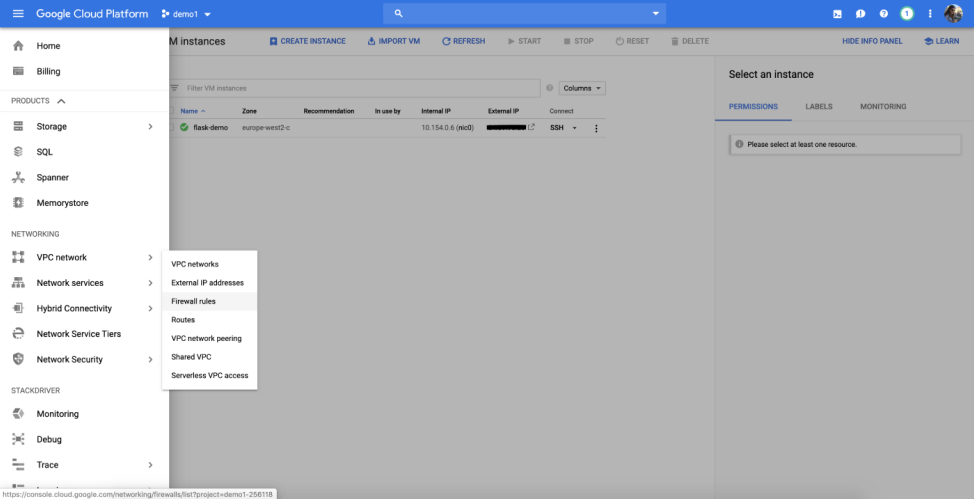 Google Cloud Platform demo1 1
M instances CREATE INSTANCE IMPORT VM REFRESH START STOP RESET DELETE HIDE INFO PANEL LEARN
Home
Billing
PRODUCTS
Storage
SQL
Spanner
Memorystore
NETWORKING
VPC network
Network services
Hybrid Connectivity
Network Service Tiers
Network Security
STACKDRIVER
Monitoring
Debug
Trace
VPC networks
External IP addresses
Firewall rules
Routes
VPC network peering
Shared VPC
Serverless VPC access
Filter VM instances Columns
Name Zone Recommendation In use by Internal IP External IP Connect
flask-demo europe-west2-c 10.154.0.6 (nic0) SSH
Select an instance
PERMISSIONS LABELS MONITORING
Please select at least one resource.
https://console.cloud.google.com/networking/firewalls/list?project=demo1-256118